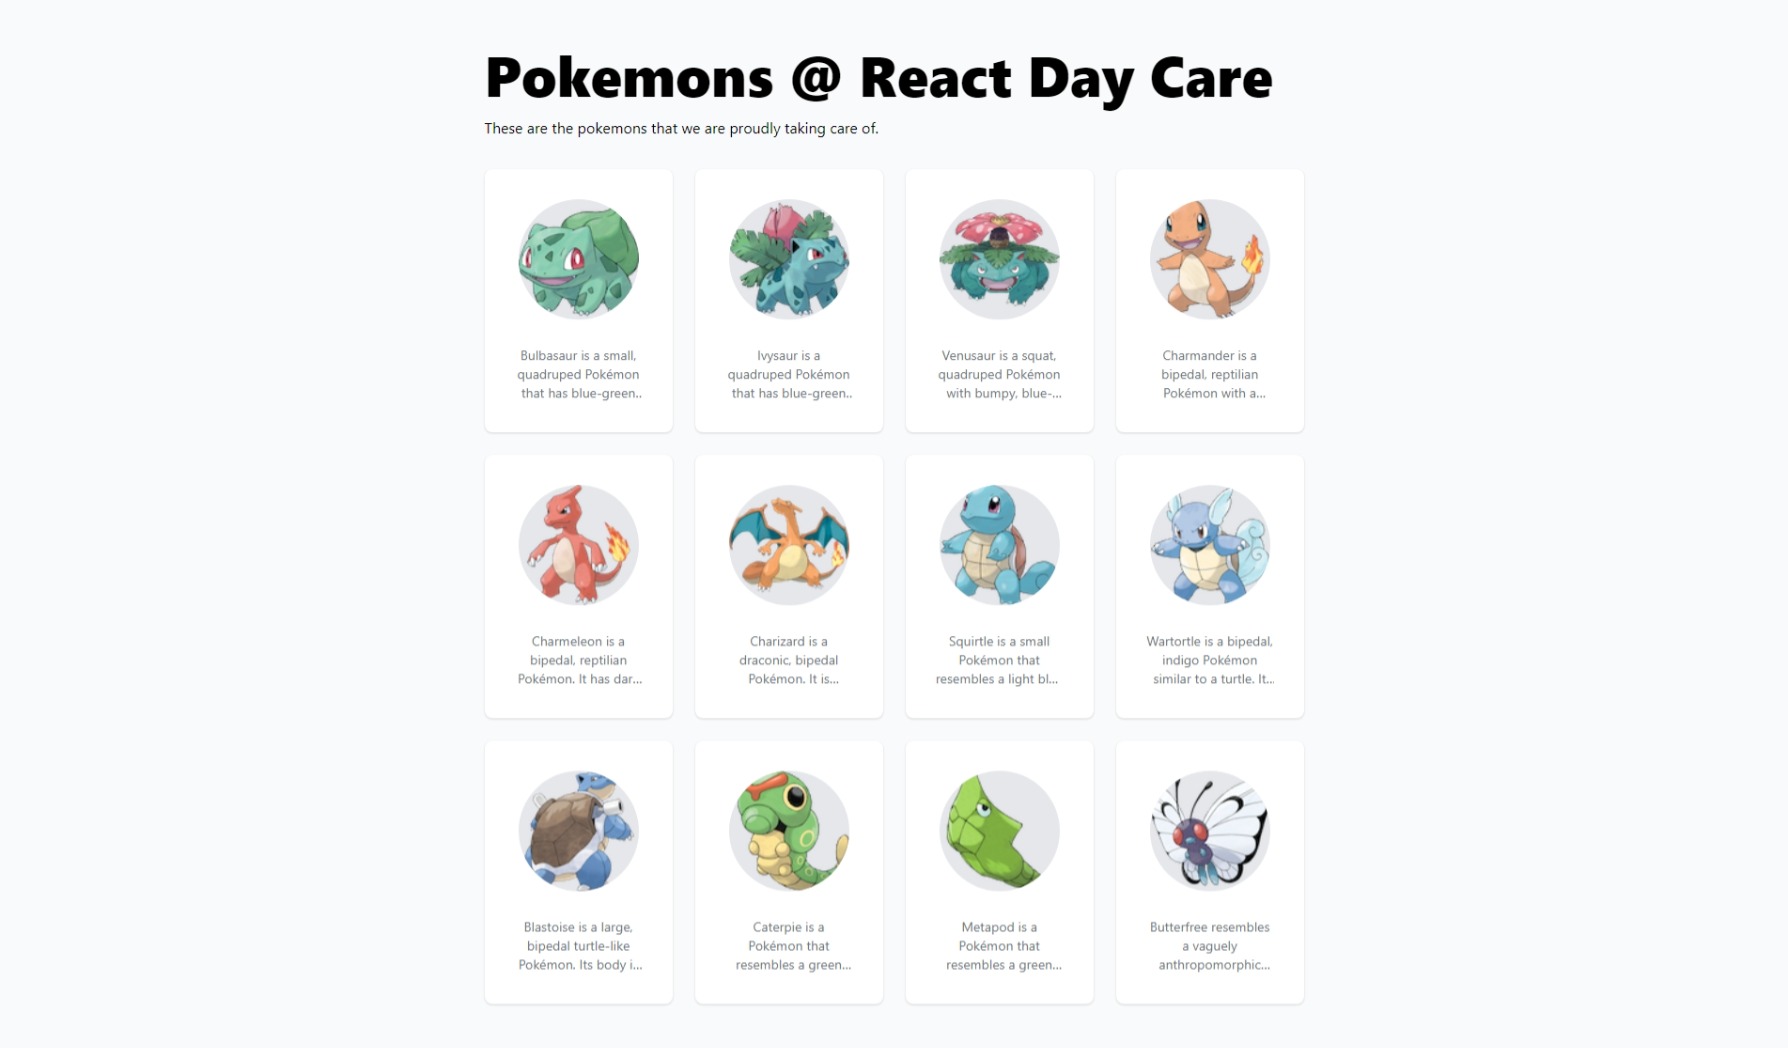 Pokemons @ React Day Care
These are the pokemons that we are proudly taking care of.
Bulbasaur is a small,
quadruped Pokémon
that has blue-green..
Ivysaur is a
quadruped Pokémon
that has blue-green..
Venusaur is a squat,
quadruped Pokémon
with bumpy, blue-...
Charmander is a
bipedal, reptilian
Pokémon with a...
Charmeleon is a
bipedal, reptilian
Pokémon. It has dar...
Charizard is a
draconic, bipedal
Pokémon. It is...
Squirtle is a small
Pokémon that
resembles a light bl...
Wartortle is a bipedal,
indigo Pokémon
similar to a turtle. It...
Blastoise is a large,
bipedal turtle-like
Pokémon. Its body i...
Caterpie is a
Pokémon that
resembles a green...
Metapod is a
Pokémon that
resembles a green...
Butterfree resembles
a vaguely
anthropomorphic...